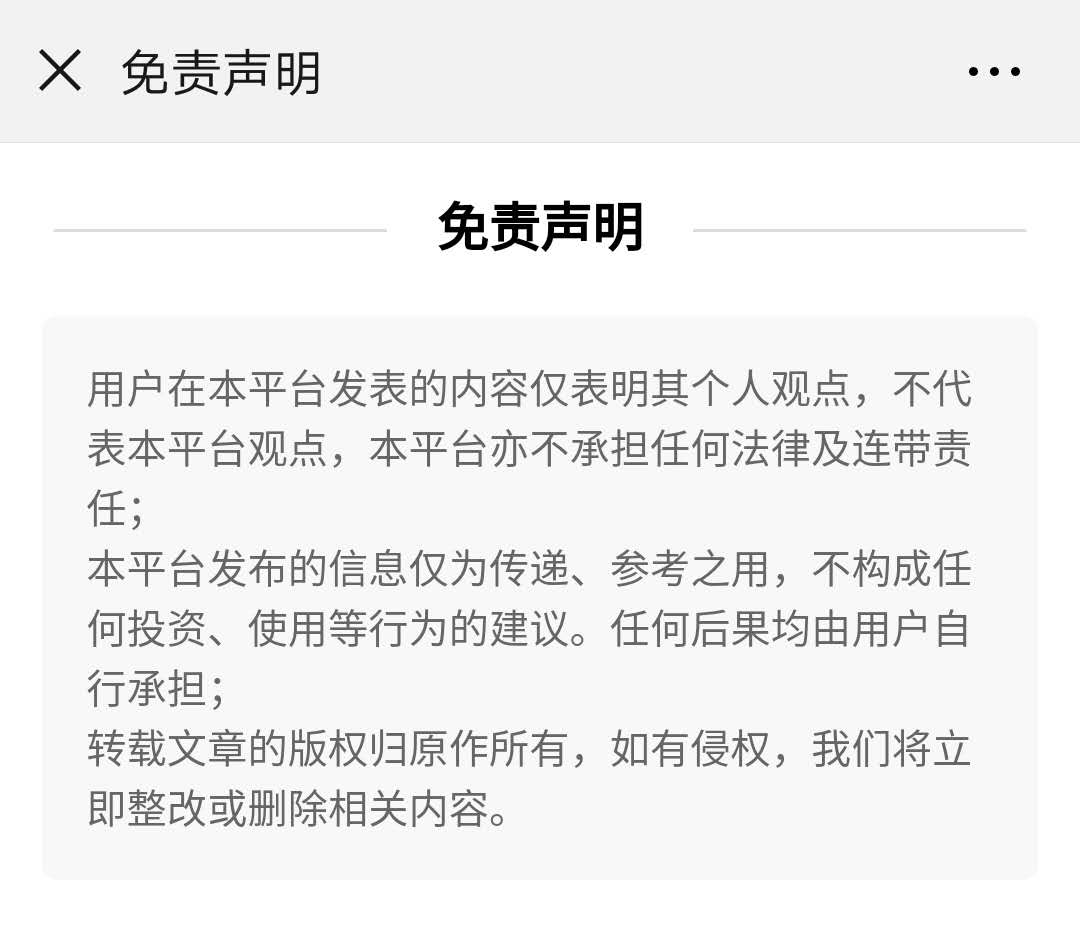 免责声明
免责声明
用户在本平台发表的内容仅表明其个人观点，不代
表本平台观点，本平台亦不承担任何法律及连带责
任；
本平台发布的信息仅为传递、参考之用，不构成任
何投资、使用等行为的建议。任何后果均由用户自
行承担；
转载文章的版权归原作所有，如有侵权，我们将立
即整改或删除相关内容。